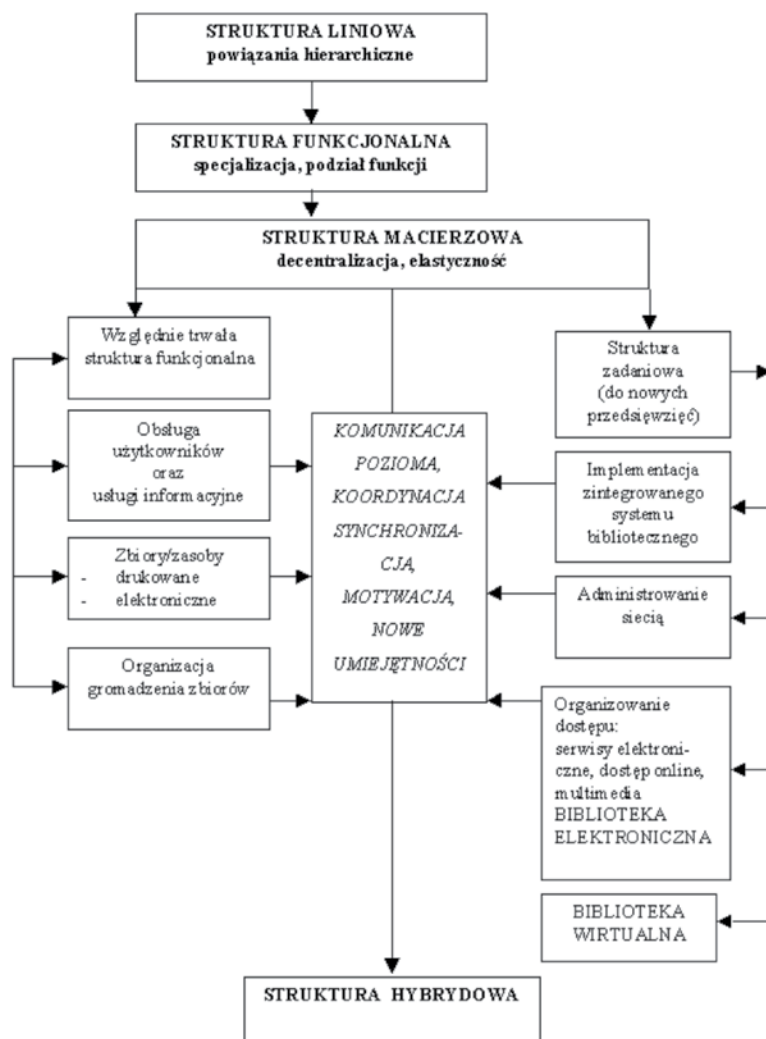 STRUKTURA LINIOWA
powiązania hierarchiczne
STRUKTURA FUNKCJONALNA
specjalizacja, podział funkcji
STRUKTURA MACIERZOWA
decentralizacja, elastyczność
Względnie trwała
struktura funkcjonalna
Obsługa
użytkowników
oraz
usługi informacyjne
Zbiory/zasoby
- drukowane
- elektroniczne
Organizacja
gromadzenia zbiorów
KOMUNIKACJA
POZIOMA,
KOORDYNACJA
SYNCHRONIZA-
CJA,
MOTYWACJA,
NOWE
UMIEJĘTNOŚCI
Struktura
zadaniowa
(do nowych
przedsięwzięć)
Implementacja
zintegrowanego
systemu
bibliotecznego
Administrowanie
siecią
Organizowanie
dostępu:
serwisy elektroni-
czne, dostęp online,
multimedia
BIBLIOTEKA
ELEKTRONICZNA
BIBLIOTEKA
WIRTUALNA
STRUKTURA HYBRYDOWA